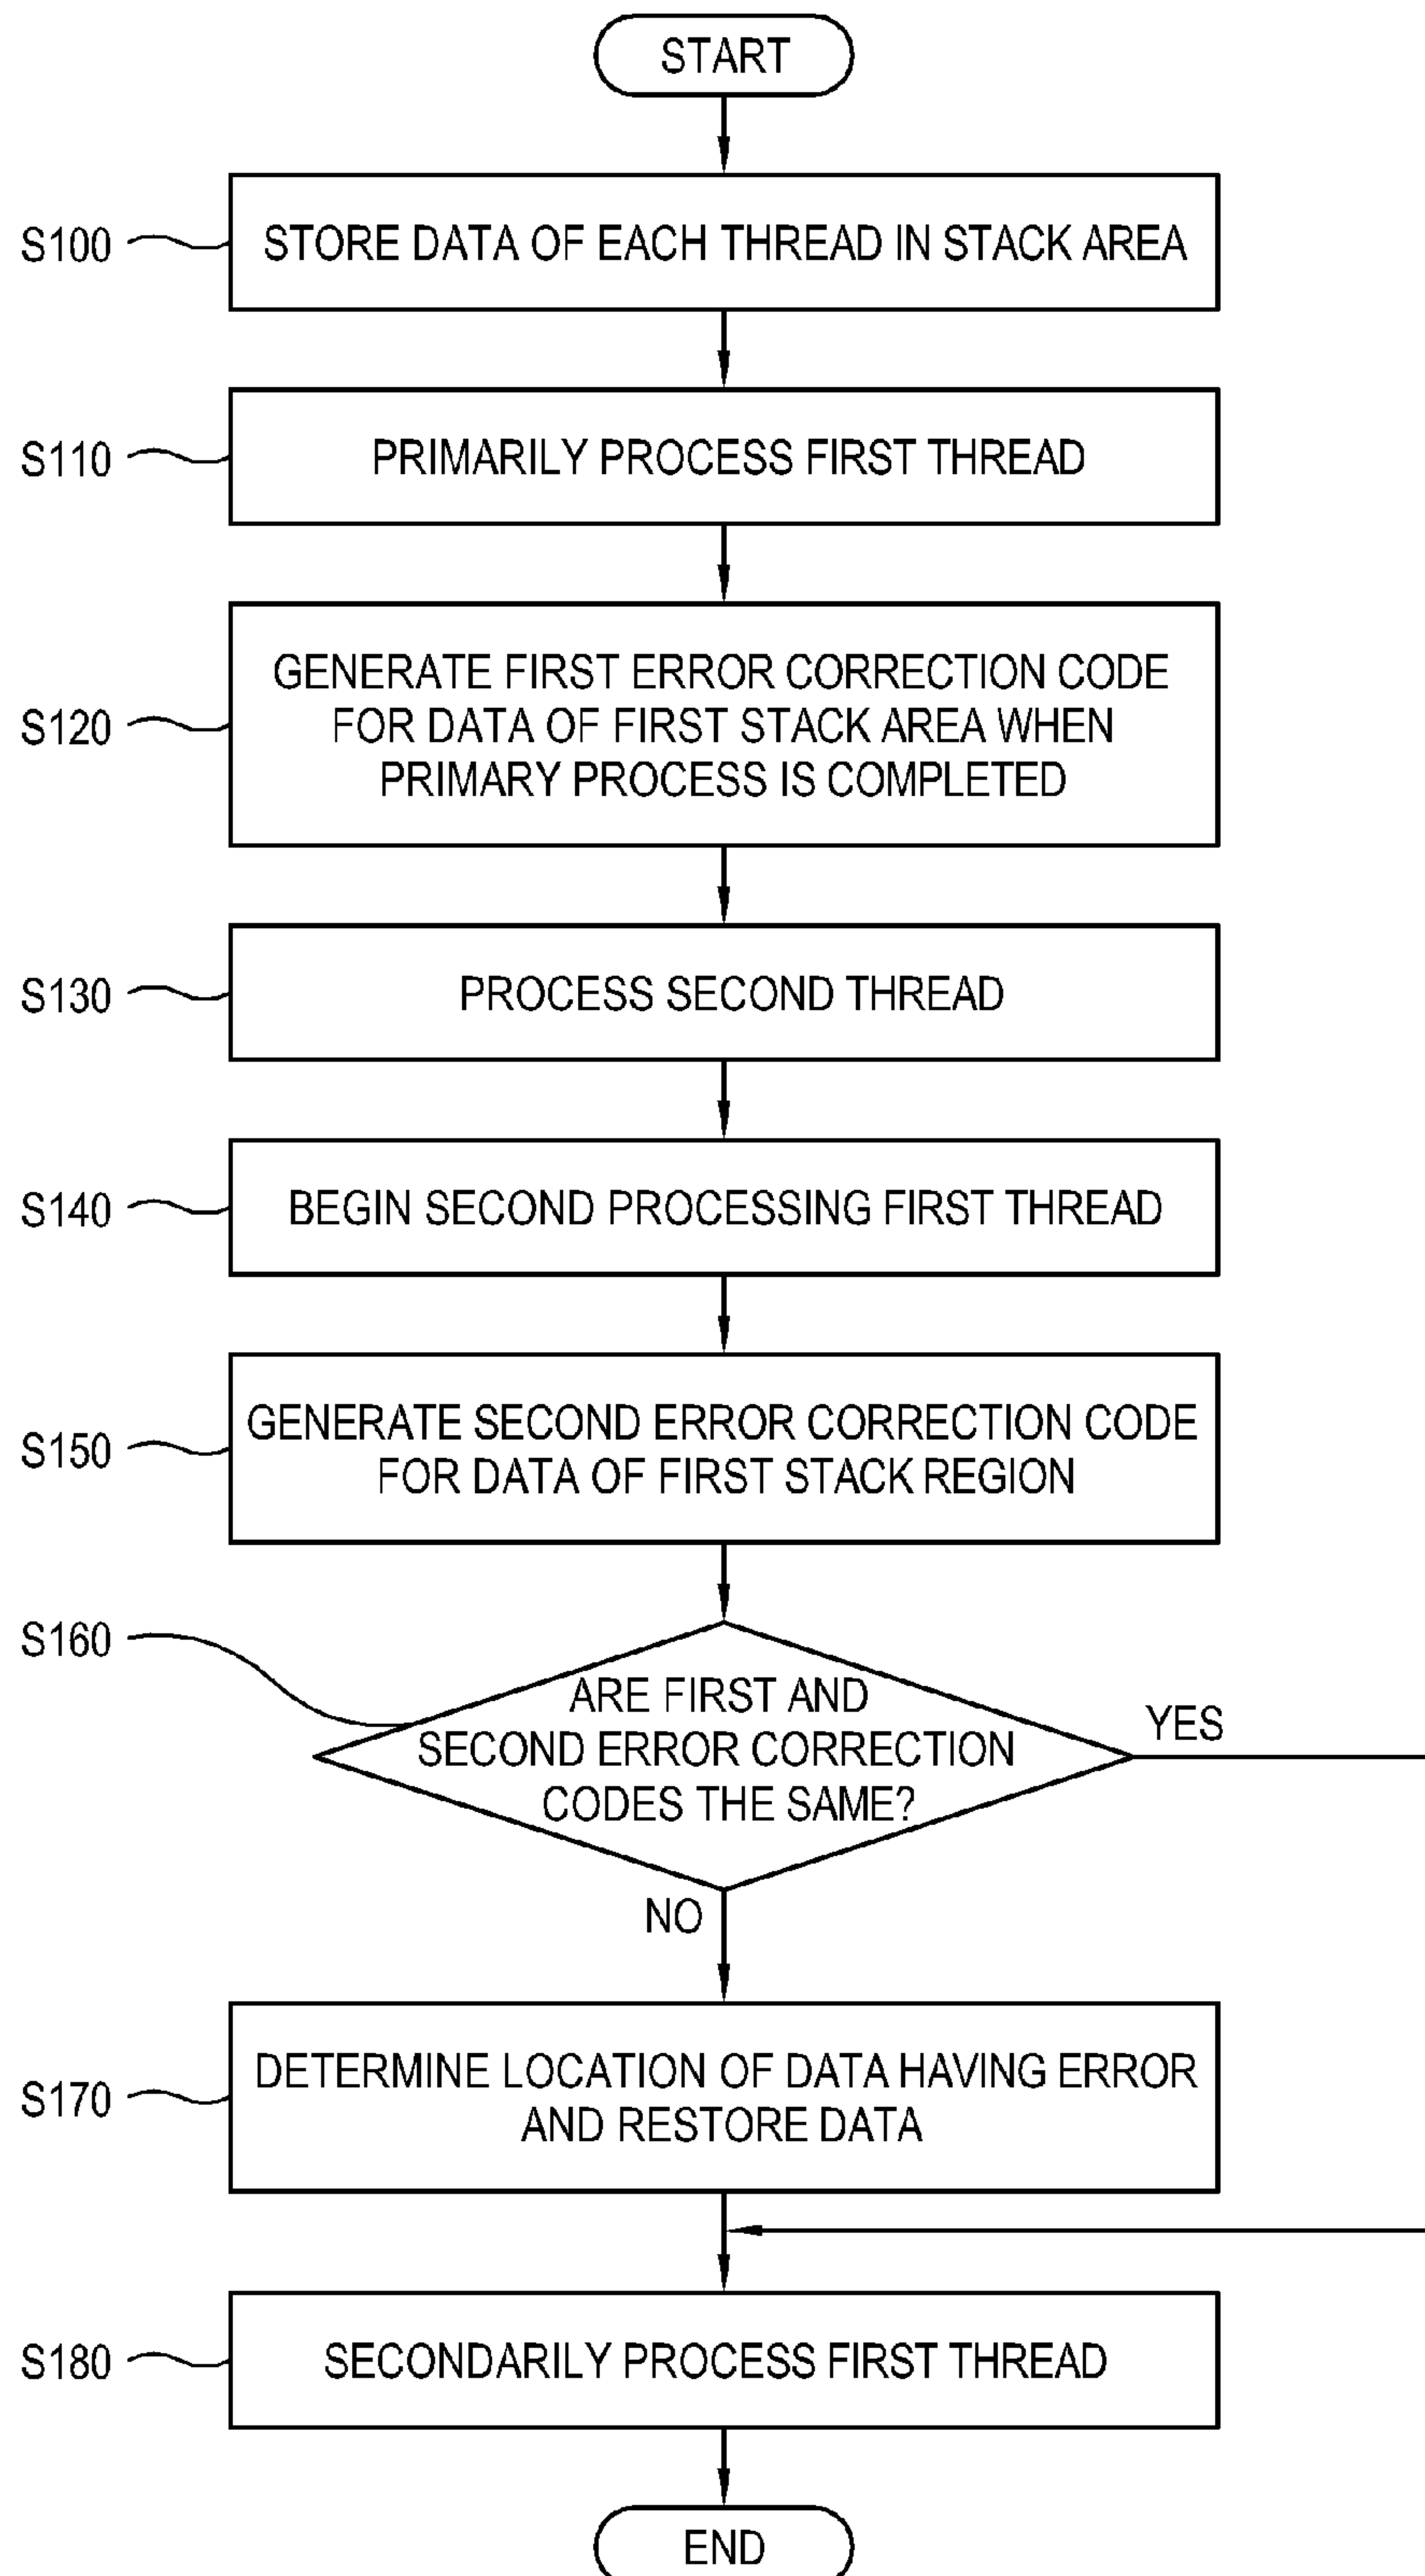 START
S100
STORE DATA OF EACH THREAD IN STACK AREA
S110
PRIMARILY PROCESS FIRST THREAD
S120
GENERATE FIRST ERROR CORRECTION CODE
FOR DATA OF FIRST STACK AREA WHEN
PRIMARY PROCESS IS COMPLETED
S130
PROCESS SECOND THREAD
S140
BEGIN SECOND PROCESSING FIRST THREAD
S150
GENERATE SECOND ERROR CORRECTION CODE
FOR DATA OF FIRST STACK REGION
S160
ARE FIRST AND
SECOND ERROR CORRECTION
CODES THE SAME?
YES
NO
S170
DETERMINE LOCATION OF DATA HAVING ERROR
AND RESTORE DATA
S180
SECONDARILY PROCESS FIRST THREAD
END